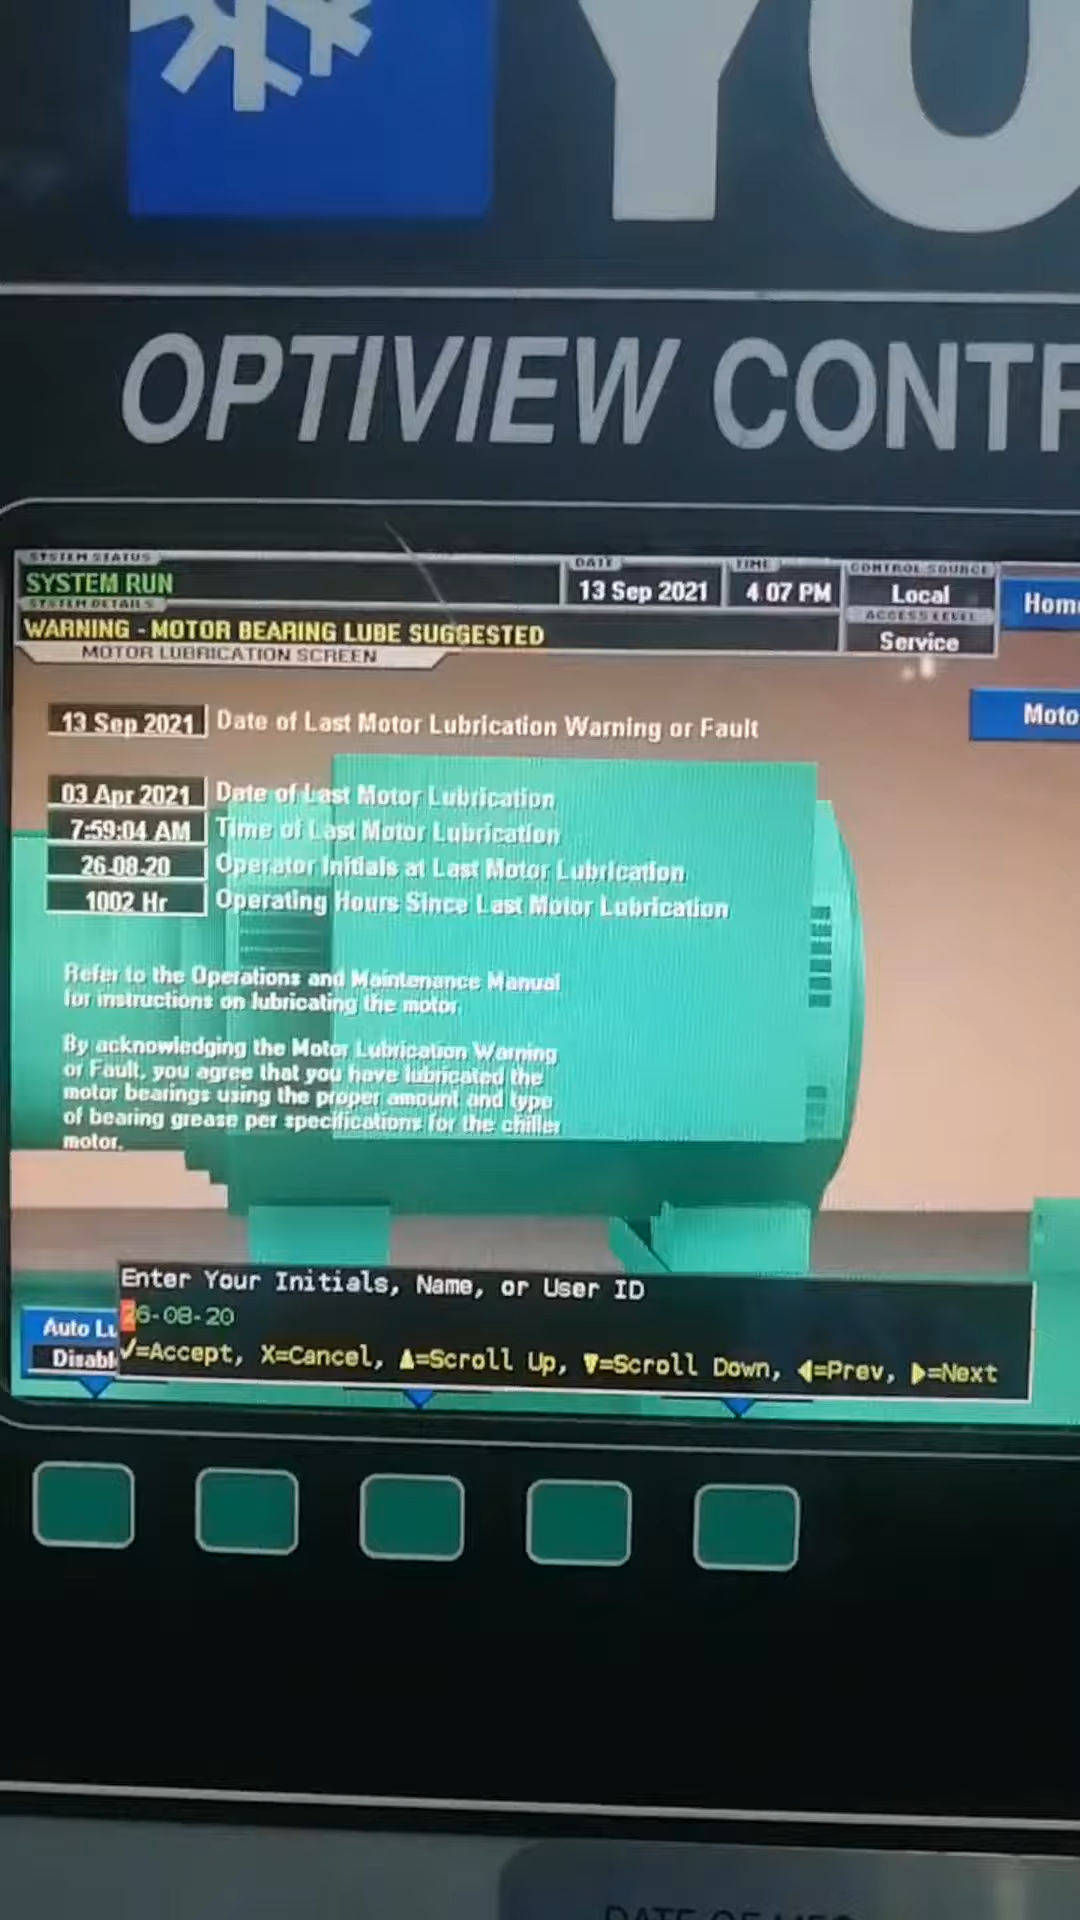 YO
OPTIVIEW CONT
SYSTEM STATUS
SYSTEM RUN
SYSTEM DETAILS
WARNING - MOTOR BEARING LUBE SUGGESTED
DATE
13 Sep 2021
TIME
4:07 PM
CONTROL SOURCE
Local
ACCESS LEVEL
Service
Home
MOTOR LUBRICATION SCREEN
Moto
13 Sep 2021 Date of Last Motor Lubrication Warning or Fault
03 Apr 2021 Date of Last Motor Lubrication
7:59:04 AM Time of Last Motor Lubrication
26-08-20 Operator Initials at Last Motor Lubrication
1002 Hr Operating Hours Since Last Motor Lubrication
Refer to the Operations and Maintenance Manual
for instructions on lubricating the motor.
By acknowledging the Motor Lubrication Warning
or Fault, you agree that you have lubricated the
motor bearings using the proper amount and type
of bearing grease per specifications for the chiller
motor.
Enter Your Initials, Name, or User ID
26-08-20
✓=Accept, X=Cancel, ▲=Scroll Up, ▼=Scroll Down, ◀=Prev, ▶=Next
Auto Lu
Disabl